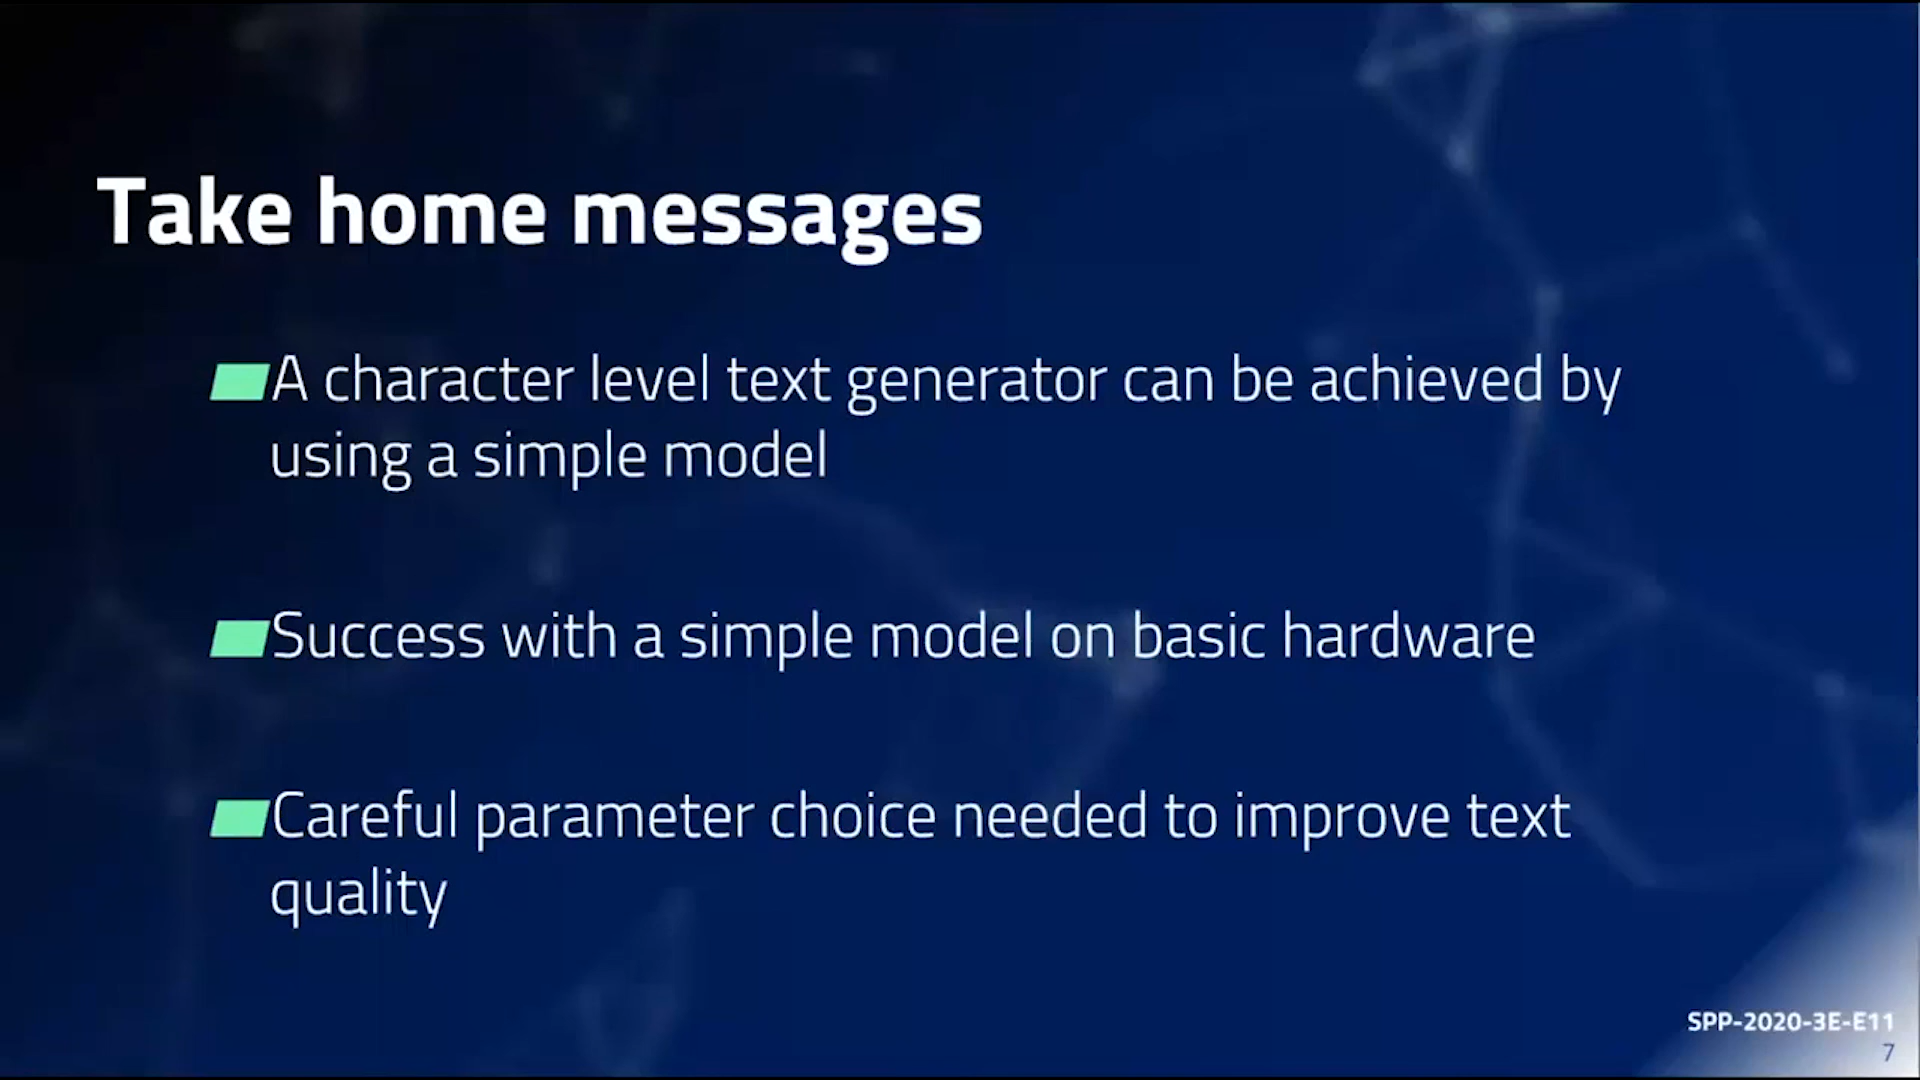 Take home messages
A character level text generator can be achieved by
using a simple model
Success with a simple model on basic hardware
Careful parameter choice needed to improve text
quality
SPP-2020-3E-E11
7